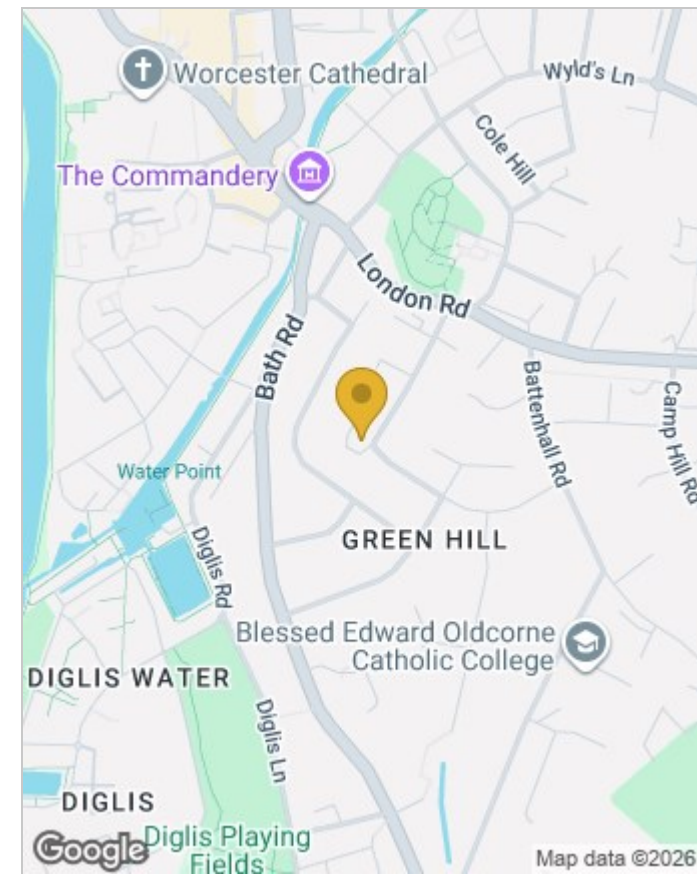 Worcester Cathedral
Wyld's Ln
Cole Hill
The Commandery
London Rd
Bath Rd
Battenhall Rd
Camp Hill Rd
Water Point
Diglis Rd
GREEN HILL
Blessed Edward Oldcorne
Catholic College
DIGLIS WATER
Diglis Ln
DIGLIS
Diglis Playing
Fields
Google
Map data ©2026